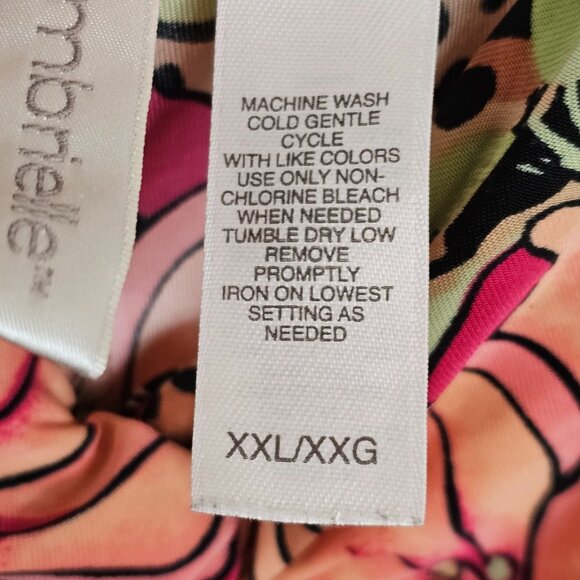 mbrielle™
MACHINE WASH
COLD GENTLE
CYCLE
WITH LIKE COLORS
USE ONLY NON-
CHLORINE BLEACH
WHEN NEEDED
TUMBLE DRY LOW
REMOVE
PROMPTLY
IRON ON LOWEST
SETTING AS
NEEDED
XXL/XXG